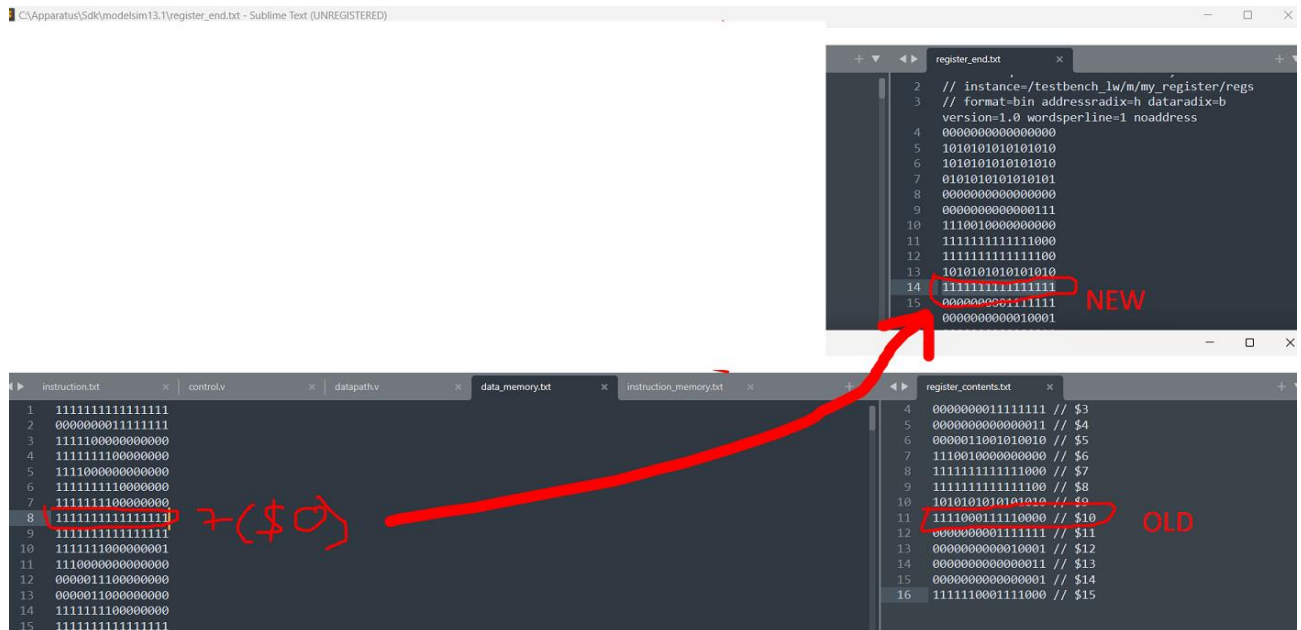 C:\Apparatus\Sdk\modelsim13.1\register_end.txt - Sublime Text (UNREGISTERED)
register_end.txt
2 // instance=/testbench_lw/m/my_register/regs
3 // format=bin addressradix=h dataradix=b
version=1.0 wordsperline=1 noaddress
4 0000000000000000
5 1010101010101010
6 1010101010101010
7 0101010101010101
8 0000000000000000
9 0000000000000111
10 1110010000000000
11 1111111111111000
12 1111111111111100
13 1010101010101010
14 1111111111111111
15 0000000001111111
0000000000010001
NEW
instruction.txt control.v datapath.v data_memory.txt instruction_memory.txt
1 1111111111111111
2 0000000011111111
3 1111100000000000
4 1111111100000000
5 1111000000000000
6 1111111110000000
7 1111111100000000
8 1111111111111111
9 1111111111111111
10 1111111000000001
11 1110000000000000
12 0000011100000000
13 0000011000000000
14 1111111100000000
15 1111111111111111
7($0)
register_contents.txt
4 0000000011111111 // $3
5 0000000000000011 // $4
6 0000011001010010 // $5
7 1110010000000000 // $6
8 1111111111111000 // $7
9 1111111111111100 // $8
10 1010101010101010 // $9
11 1111000111110000 // $10
12 0000000001111111 // $11
13 0000000000010001 // $12
14 0000000000000011 // $13
15 0000000000000001 // $14
16 1111110001111000 // $15
OLD